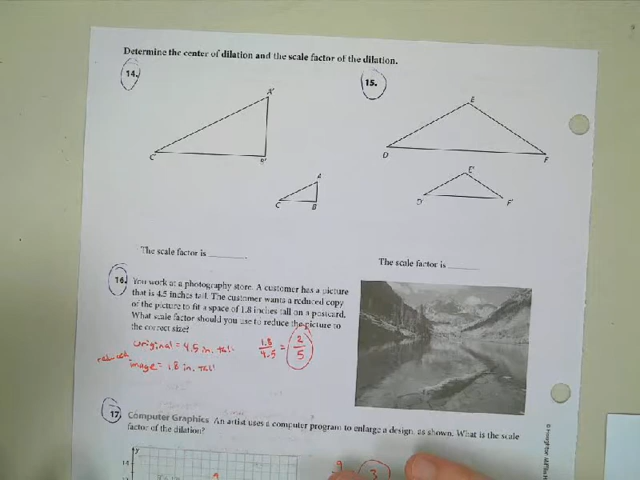 Determine the center of dilation and the scale factor of the dilation.
14.
15.
A'
C'
B'
A
C
B
E
D
F
E'
D'
F'
The scale factor is ______
The scale factor is ______
16. You work at a photography store. A customer has a picture
that is 4.5 inches tall. The customer wants a reduced copy
of the picture to fit a space of 1.8 inches tall on a postcard.
What scale factor should you use to reduce the picture to
the correct size?
original = 4.5 in. tall
reduced
image = 1.8 in. tall
1.8/4.5 = 2/5
17. Computer Graphics An artist uses a computer program to enlarge a design, as shown. What is the scale
factor of the dilation?
y
9
9
3